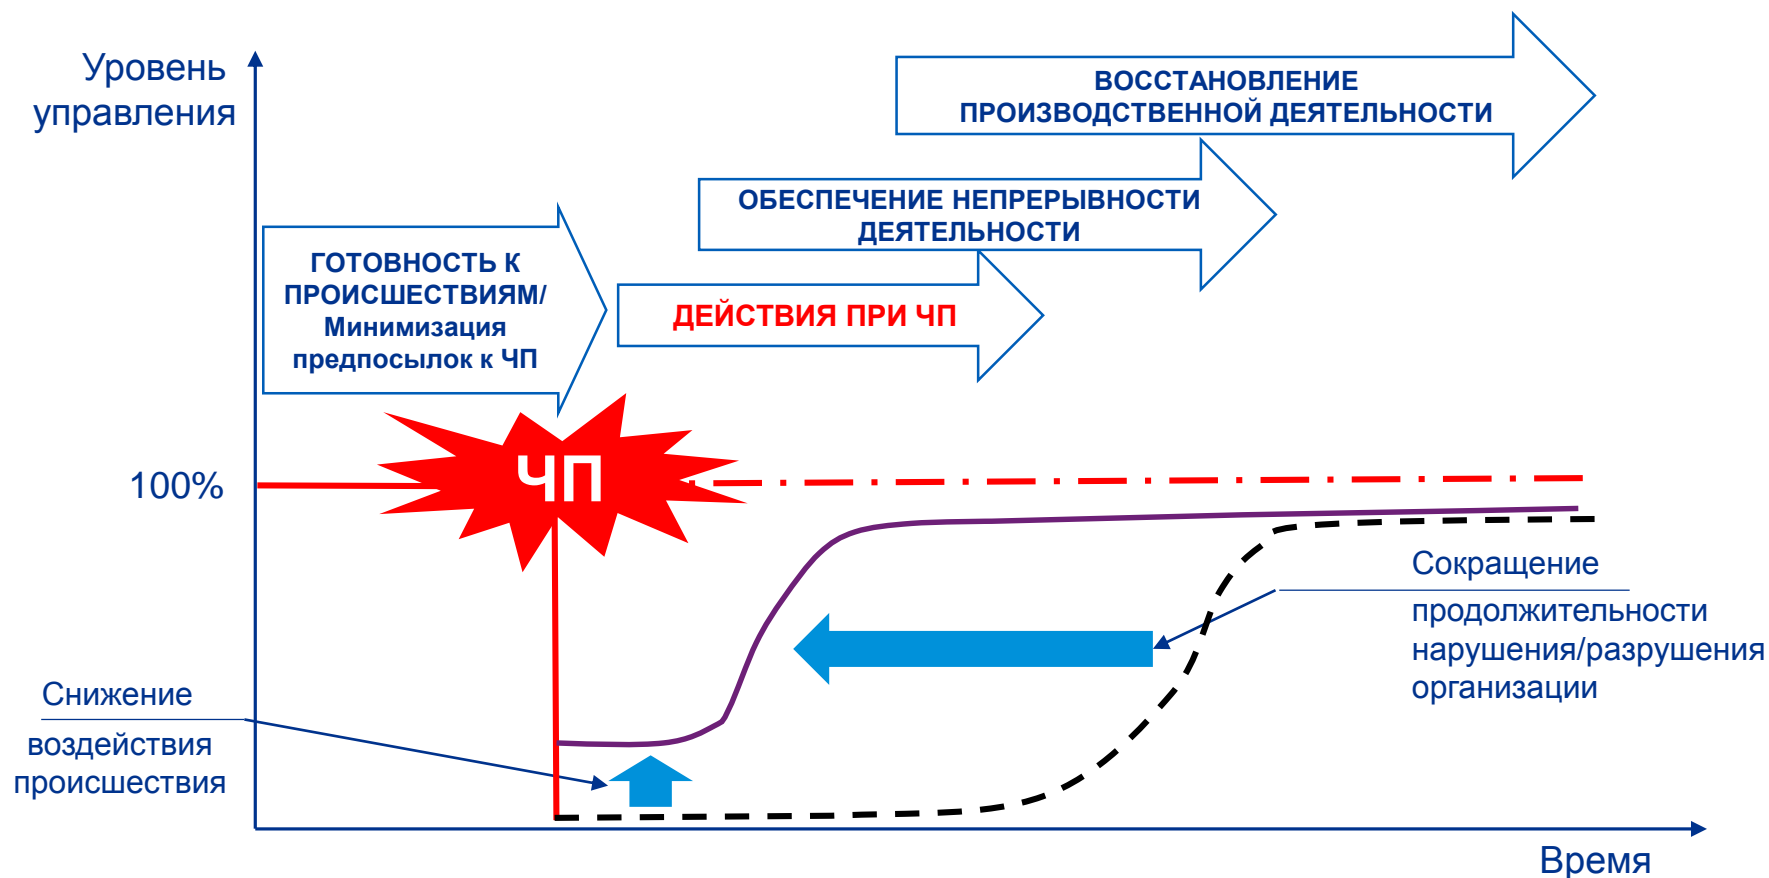 Уровень
управления
ВОССТАНОВЛЕНИЕ
ПРОИЗВОДСТВЕННОЙ ДЕЯТЕЛЬНОСТИ
ОБЕСПЕЧЕНИЕ НЕПРЕРЫВНОСТИ
ДЕЯТЕЛЬНОСТИ
ГОТОВНОСТЬ К
ПРОИСШЕСТВИЯМ/
Минимизация
предпосылок к ЧП
ДЕЙСТВИЯ ПРИ ЧП
ЧП
100%
Сокращение
продолжительности
нарушения/разрушения
организации
Снижение
воздействия
происшествия
Время